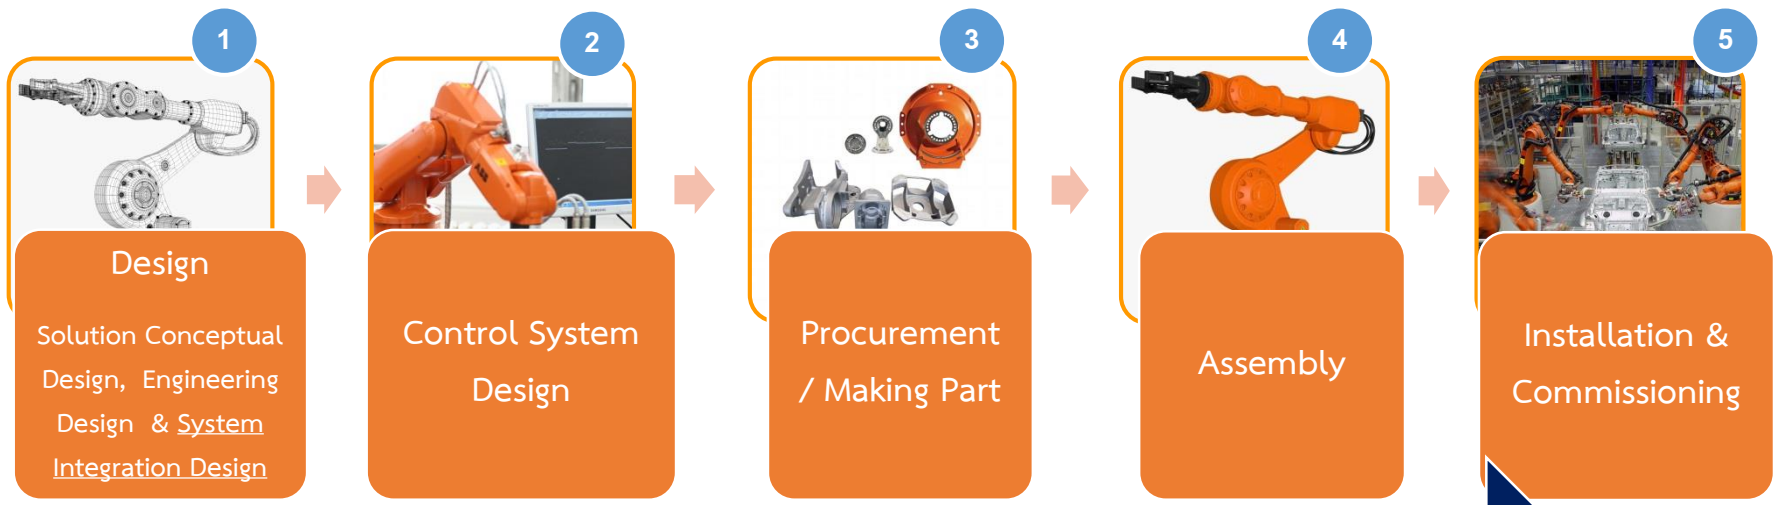 1
2
3
4
5
Design
Solution Conceptual
Design, Engineering
Design & System
Integration Design
Control System
Design
Procurement
/ Making Part
Assembly
Installation &
Commissioning